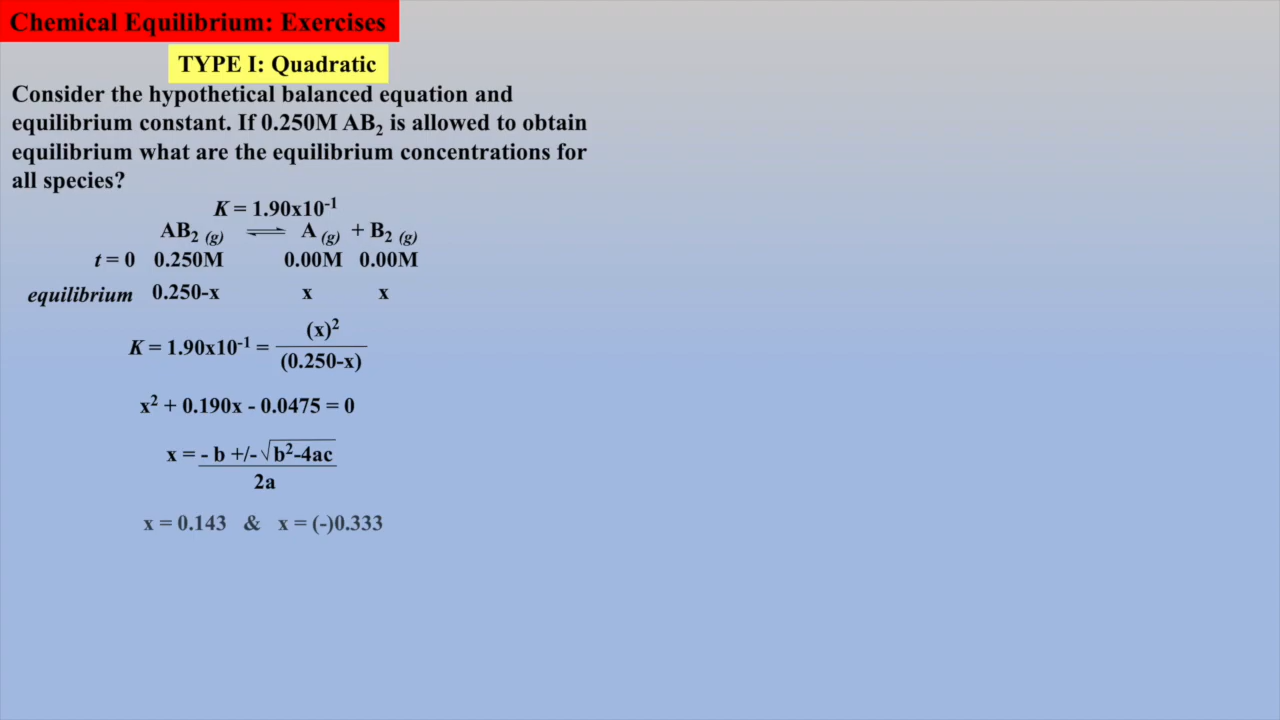 Chemical Equilibrium: Exercises
TYPE I: Quadratic
Consider the hypothetical balanced equation and
equilibrium constant. If 0.250M AB₂ is allowed to obtain
equilibrium what are the equilibrium concentrations for
all species?
K = 1.90x10⁻¹
AB₂ (g) ⇌ A (g) + B₂ (g)
t = 0 0.250M 0.00M 0.00M
equilibrium 0.250-x x x
K = 1.90x10⁻¹ = (x)² / (0.250-x)
x² + 0.190x - 0.0475 = 0
x = - b +/- √b²-4ac
2a
x = 0.143 & x = (-)0.333